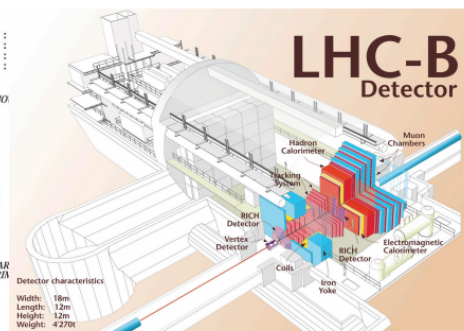 LHC-B
Detector
Muon
Chambers
Hadron
Calorimeter
Tracking
System
RICH
Detector
Vertex
Detector
Coils
Iron
Yoke
RICH
Detector
Electromagnetic
Calorimeter
Detector characteristics
Width: 18m
Length: 12m
Height: 12m
Weight: 4'270t